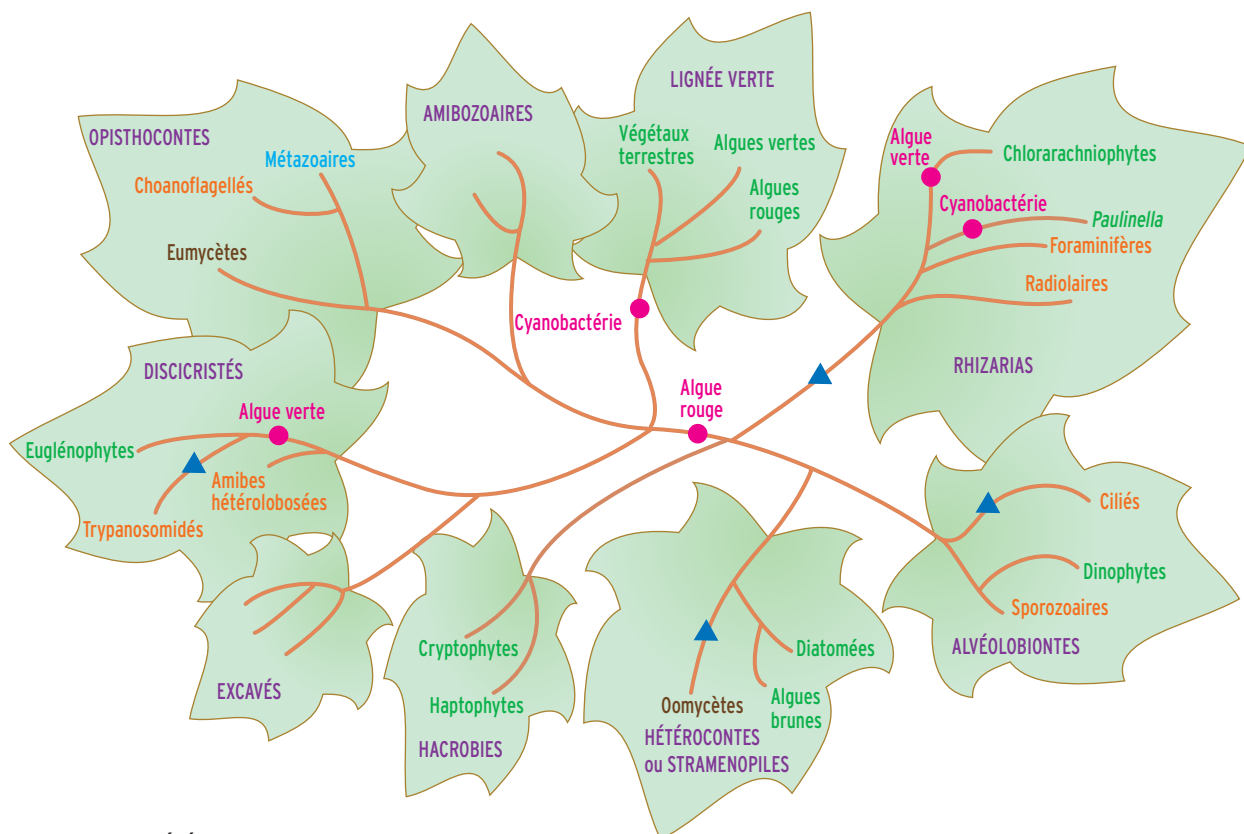 OPISTHOCONTES
Métazoaires
Choanoflagellés
Eumycètes
AMIBOZOAIRES
LIGNÉE VERTE
Végétaux
terrestres
Algues vertes
Algues
rouges
Cyanobactérie
Algue
verte
Chlorarachniophytes
Cyanobactérie
Paulinella
Foraminifères
Radiolaires
RHIZARIAS
DISCICRISTÉS
Algue verte
Euglénophytes
Amibes
hétérolobosées
Trypanosomidés
Algue
rouge
EXCAVÉS
Cryptophytes
Haptophytes
HACROBIES
Diatomées
Oomycètes
Algues
brunes
HÉTÉROCONTES
ou STRAMENOPILES
Ciliés
Dinophytes
Sporozoaires
ALVÉOLOBIONTES